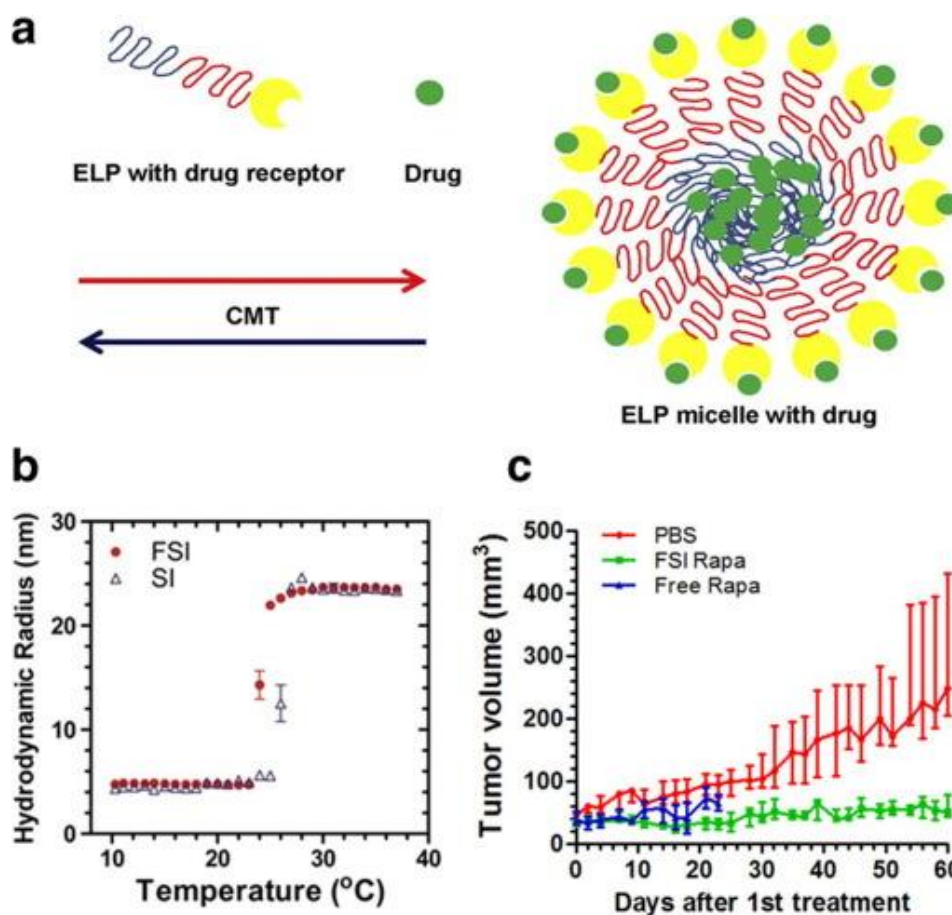 a
ELP with drug receptor
Drug
CMT
ELP micelle with drug
b
Hydrodynamic Radius (nm)
30
20
10
0
FSI
SI
10
20
30
40
Temperature (°C)
c
Tumor volume (mm³)
500
400
300
200
100
0
PBS
FSI Rapa
Free Rapa
0
10
20
30
40
50
60
Days after 1st treatment